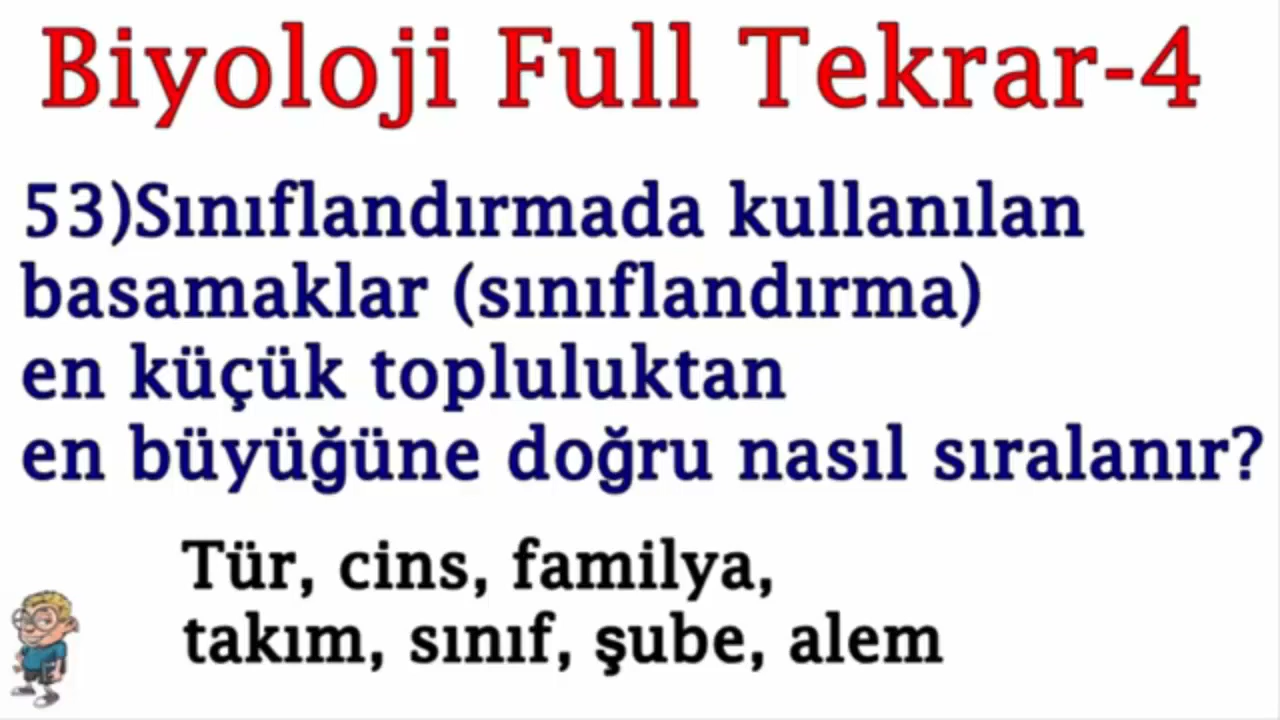 Biyoloji Full Tekrar-4
53)Sınıflandırmada kullanılan
basamaklar (sınıflandırma)
en küçük topluluktan
en büyüğüne doğru nasıl sıralanır?
Tür, cins, familya,
takım, sınıf, şube, alem